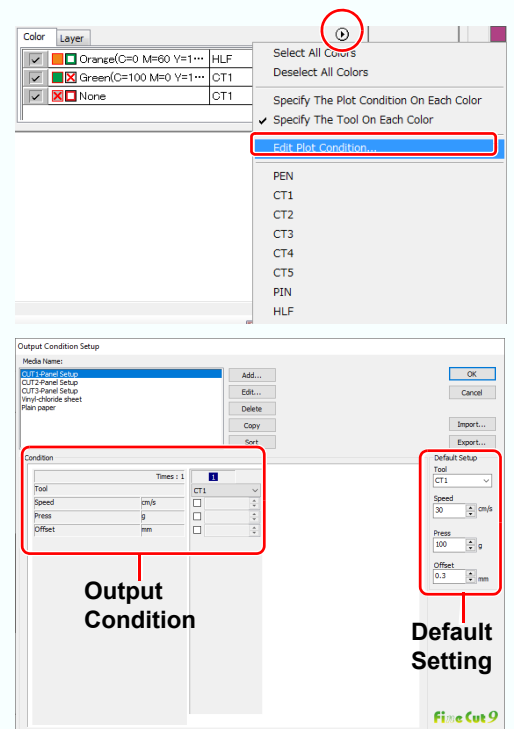 Color Layer
Orange(C=0 M=60 Y=1··· HLF
Green(C=100 M=0 Y=1··· CT1
None CT1
Select All Colors
Deselect All Colors
Specify The Plot Condition On Each Color
Specify The Tool On Each Color
Edit Plot Condition...
PEN
CT1
CT2
CT3
CT4
CT5
PIN
HLF
Output Condition Setup
Media Name:
CUT1-Panel Setup
CUT2-Panel Setup
CUT3-Panel Setup
Vinyl-chloride sheet
Plain paper
Add...
Edit...
Delete
Copy
Sort
OK
Cancel
Import...
Export...
Condition
Times : 1 1
Tool CT1
Speed cm/s
Press g
Offset mm
Default Setup
Tool
CT1
Speed
30 cm/s
Press
100 g
Offset
0.3 mm
Output
Condition
Default
Setting
Fine Cut 9